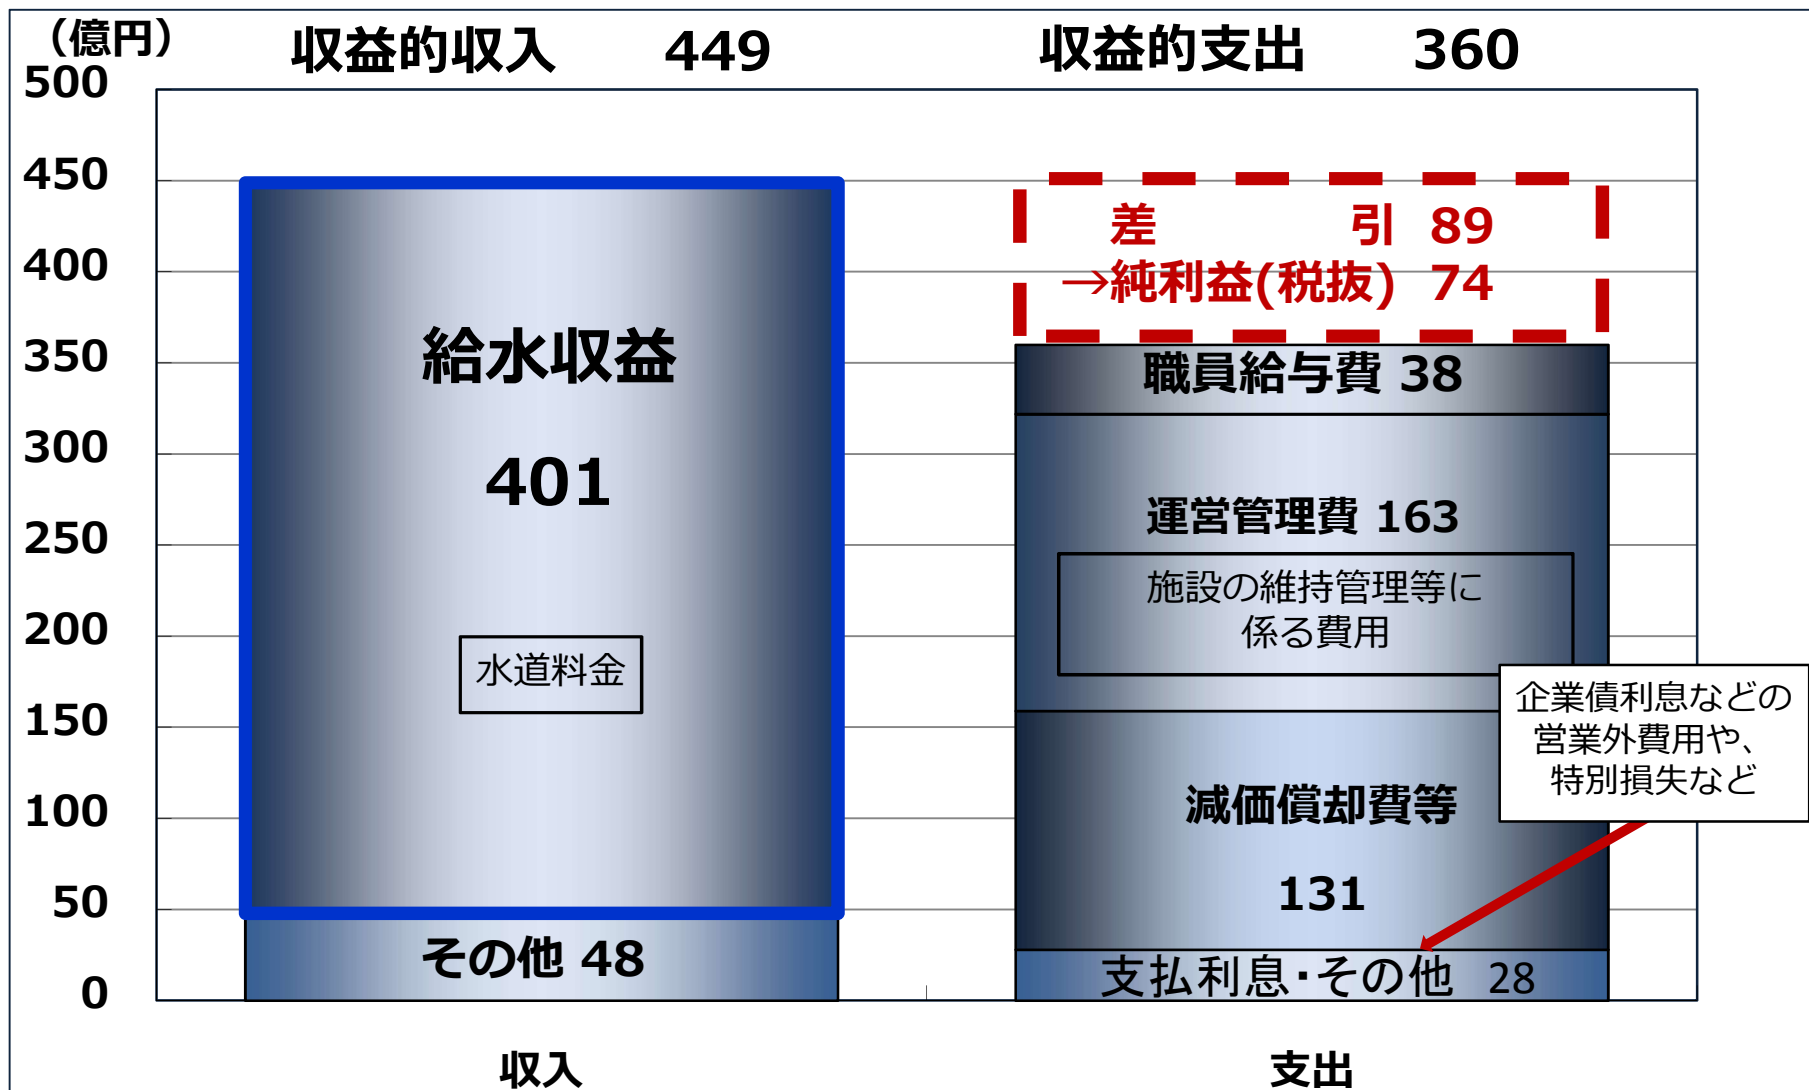 （億円）
収益的収入 449
収益的支出 360
500
450
400
350
300
250
200
150
100
50
0
給水収益
401
水道料金
その他 48
差 引 89
→純利益(税抜) 74
職員給与費 38
運営管理費 163
施設の維持管理等に
係る費用
減価償却費等
131
支払利息・その他 28
企業債利息などの
営業外費用や、
特別損失など
収入
支出